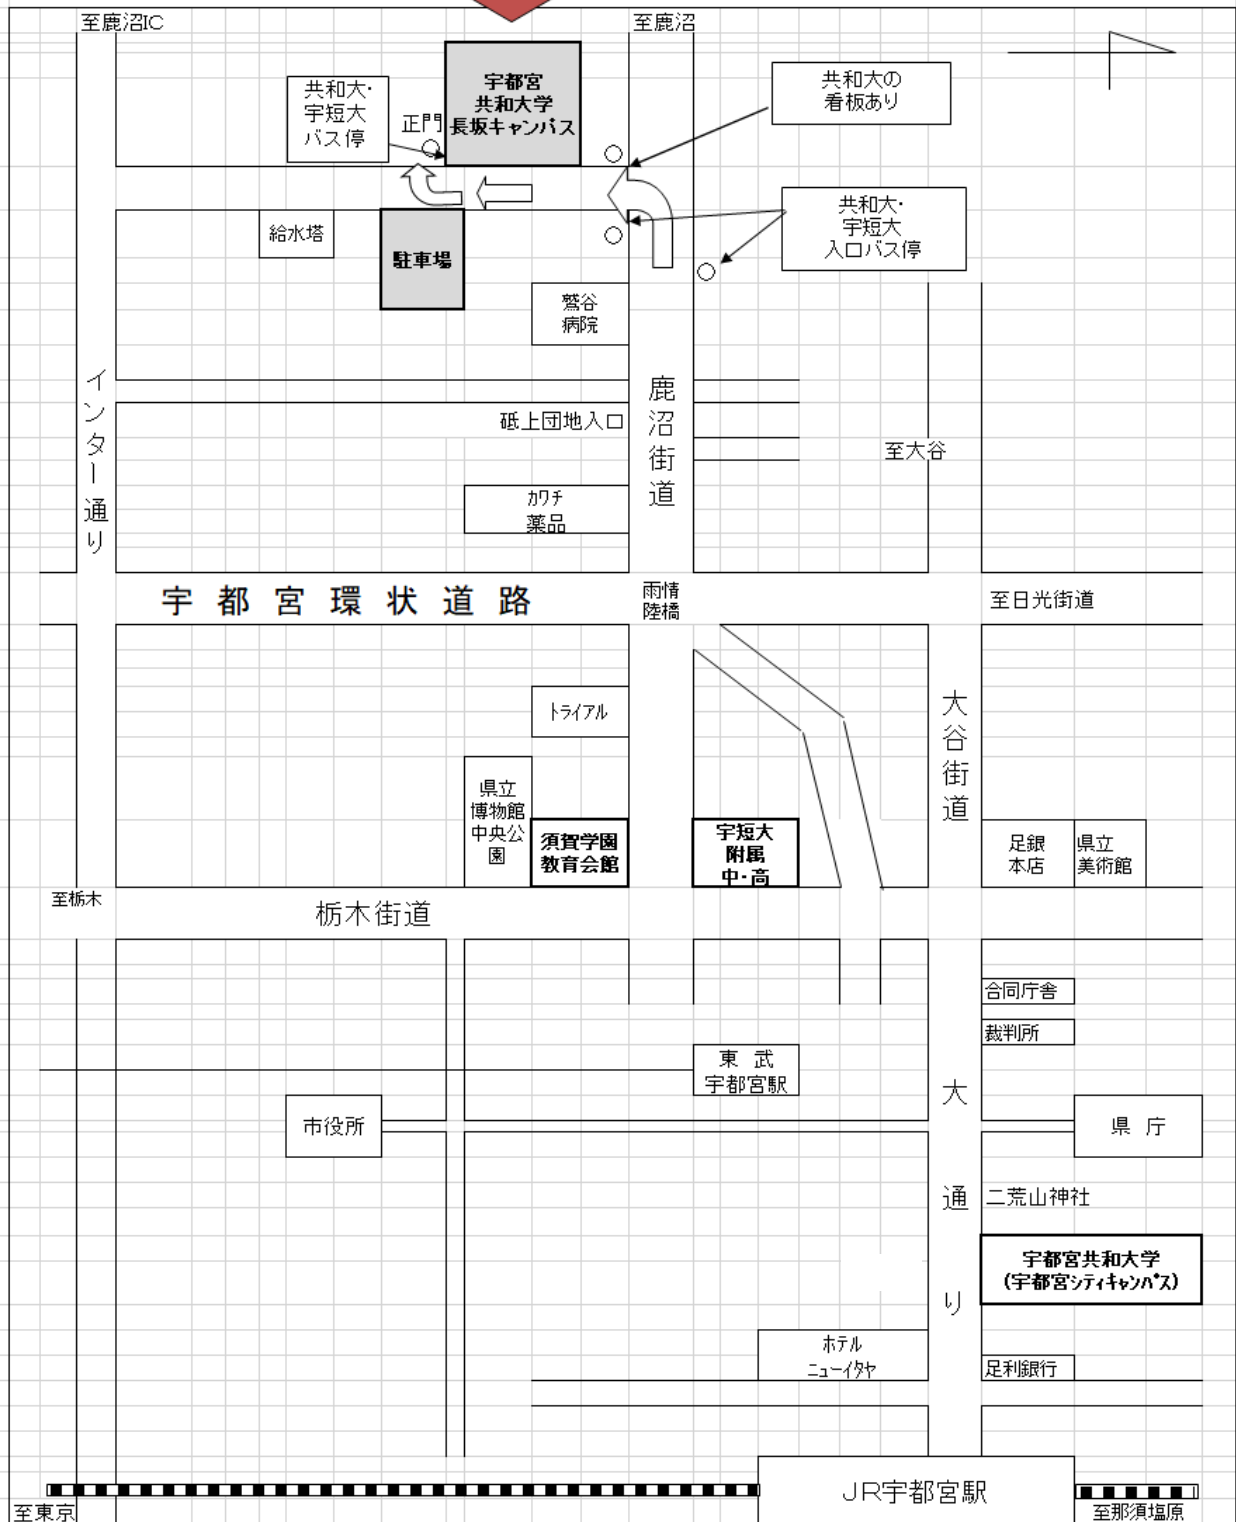 至鹿沼IC
至鹿沼
宇都宮
共和大学
長坂キャンパス
共和大・
宇短大
バス停
正門
共和大の
看板あり
共和大・
宇短大
入口バス停
給水塔
駐車場
鷲谷
病院
インター通り
鹿沼街道
砥上団地入口
至大谷
カワチ
薬品
宇都宮環状道路
雨情
陸橋
至日光街道
トライアル
大谷街道
県立
博物館
中央公
園
須賀学園
教育会館
宇短大
附属
中・高
足銀
本店
県立
美術館
至栃木
栃木街道
合同庁舎
裁判所
東 武
宇都宮駅
大通り
市役所
県 庁
二荒山神社
宇都宮共和大学
(宇都宮シティキャンパス)
ホテル
ニューイタヤ
足利銀行
JR宇都宮駅
至東京
至那須塩原